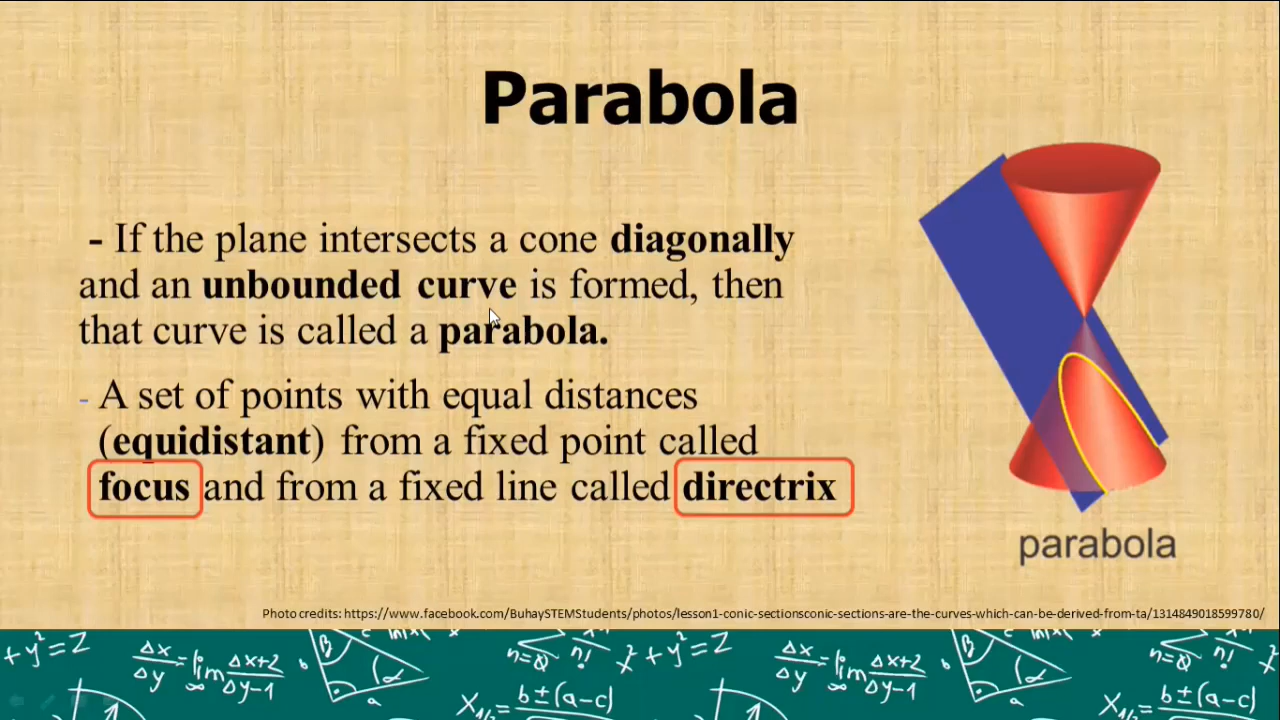 Parabola
- If the plane intersects a cone diagonally
and an unbounded curve is formed, then
that curve is called a parabola.
- A set of points with equal distances
(equidistant) from a fixed point called
focus and from a fixed line called directrix
parabola
Photo credits: https://www.facebook.com/BuhaySTEMStudents/photos/lesson1-conic-sectionsconic-sections-are-the-curves-which-can-be-derived-from-ta/1314849018599780/